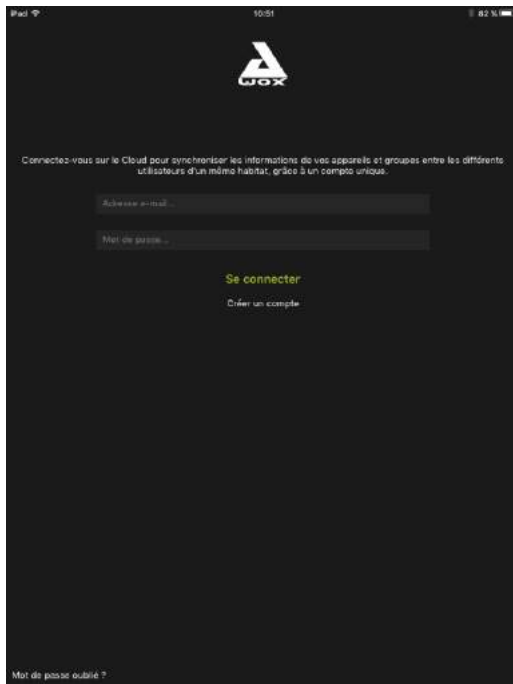 iPad 10:51 82 %
WOX
Connectez-vous sur le Cloud pour synchroniser les informations de vos appareils et groupes entre les différents
utilisateurs d'un même habitat, grâce à un compte unique.
Adresse e-mail...
Mot de passe...
Se connecter
Créer un compte
Mot de passe oublié ?